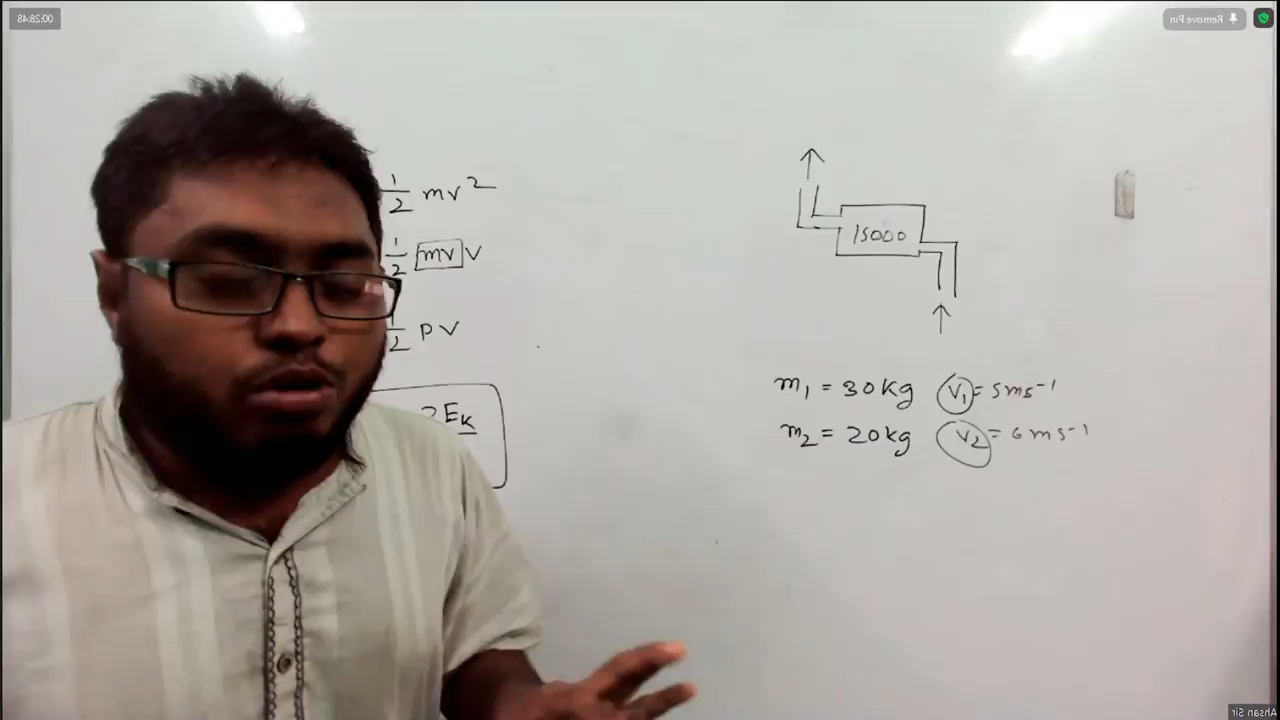 00:28:48
Remove Pin
1/2 mv²
1/2 mv v
1/2 pv
2E_K
15000
m₁ = 30kg v₁ = 5ms⁻¹
m₂ = 20kg v₂ = 6ms⁻¹
Ahsan Sir